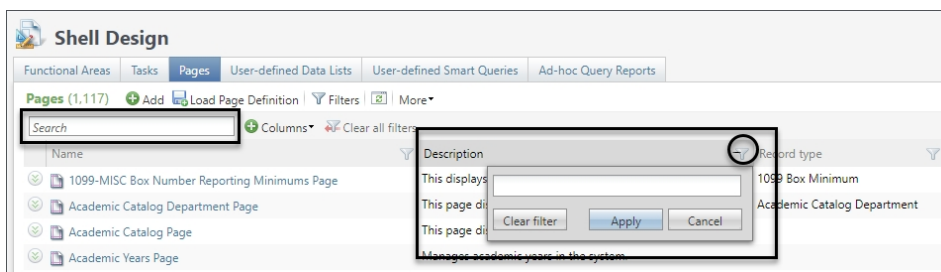 Shell Design
Functional Areas Tasks Pages User-defined Data Lists User-defined Smart Queries Ad-hoc Query Reports
Pages (1,117) Add Load Page Definition Filters More
Search Columns Clear all filters
Name Description Record type
1099-MISC Box Number Reporting Minimums Page This displays 1099 Box Minimum
Academic Catalog Department Page This page Academic Catalog Department
Clear filter Apply Cancel
Academic Catalog Page This page
Academic Years Page Manages academic years in the system.